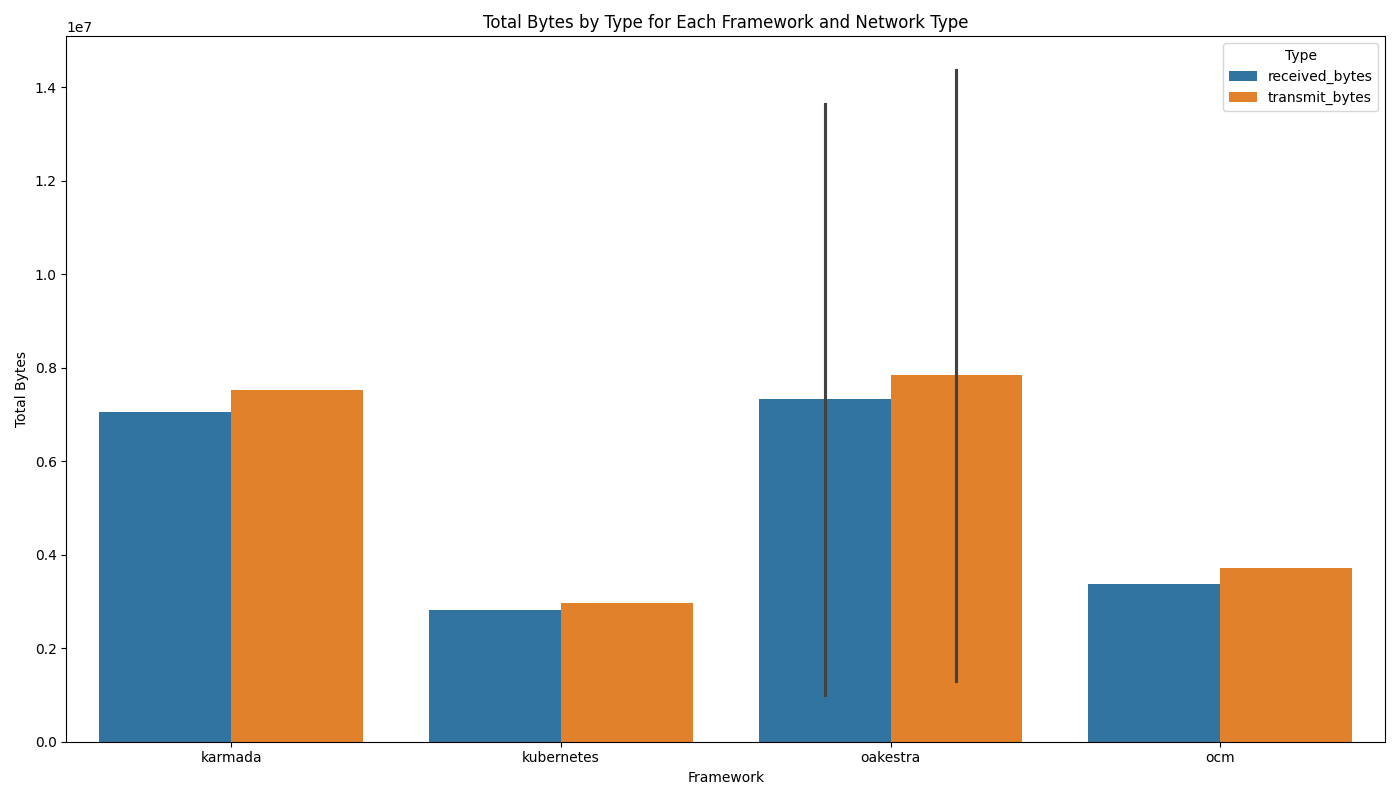 Total Bytes by Type for Each Framework and Network Type
1e7
Type
received_bytes
transmit_bytes
1.4
1.2
1.0
0.8
0.6
0.4
0.2
0.0
Total Bytes
karmada
kubernetes
oakestra
ocm
Framework